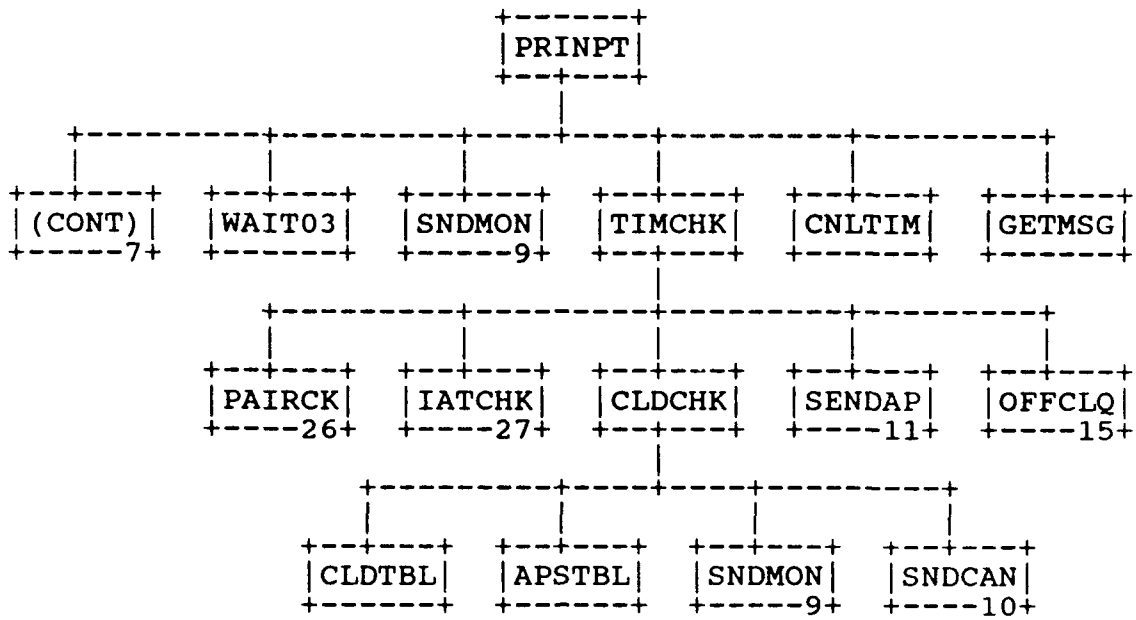 PRINPT
(CONT) WAIT03 SNDMON TIMCHK CNLTIM GETMSG
7 9
PAIRCK IATCHK CLDCHK SENDAP OFFCLQ
26 27 11 15
CLDTBL APSTBL SNDMON SNDCAN
9 10